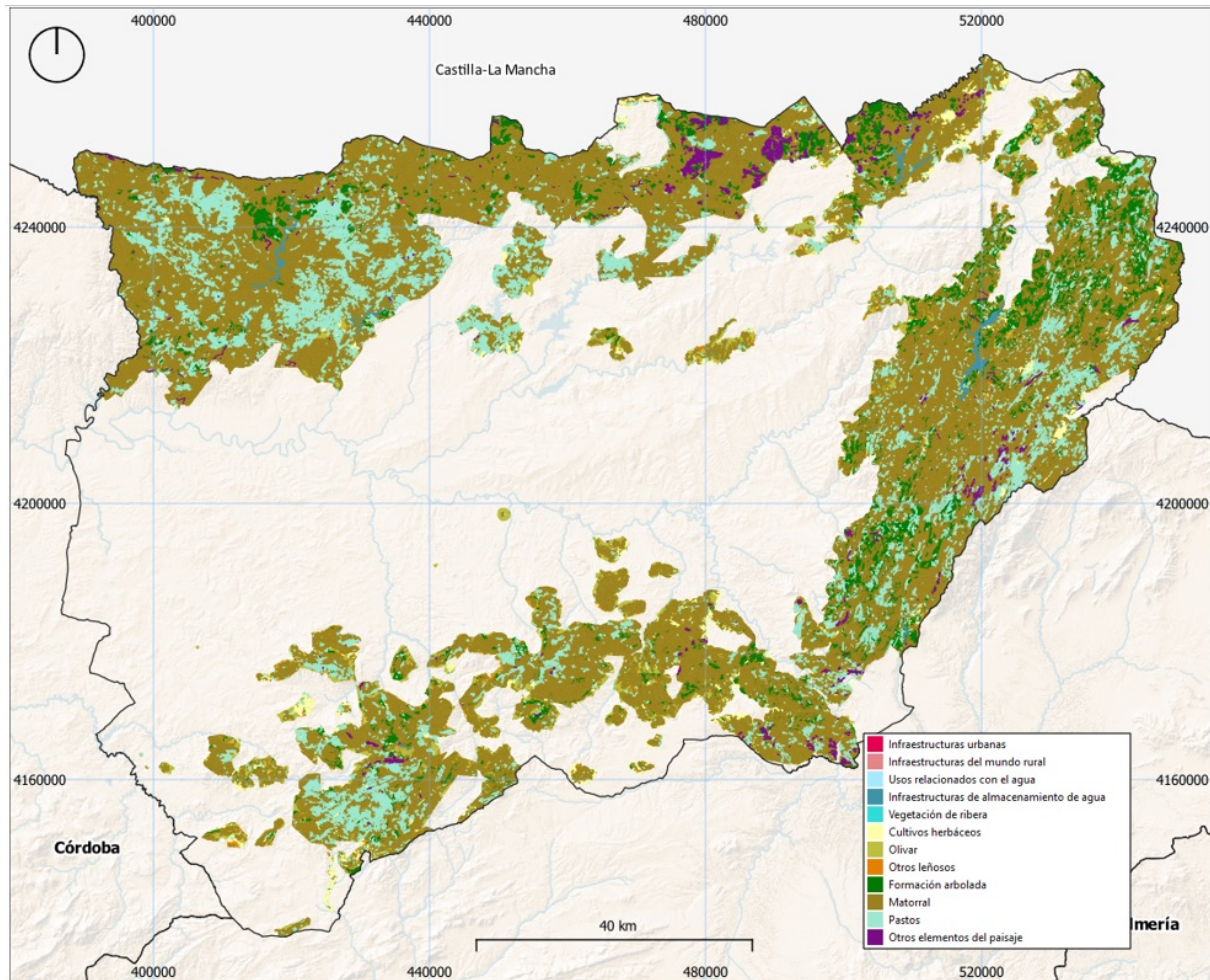 400000 440000 480000 520000
Castilla-La Mancha
4240000 4240000
4200000 4200000
4160000 4160000
Infraestructuras urbanas
Infraestructuras del mundo rural
Usos relacionados con el agua
Infraestructuras de almacenamiento de agua
Vegetación de ribera
Cultivos herbáceos
Olivar
Otros leñosos
Formación arbolada
Matorral
Pastos
Otros elementos del paisaje
Córdoba
lmería
40 km
400000 440000 480000 520000